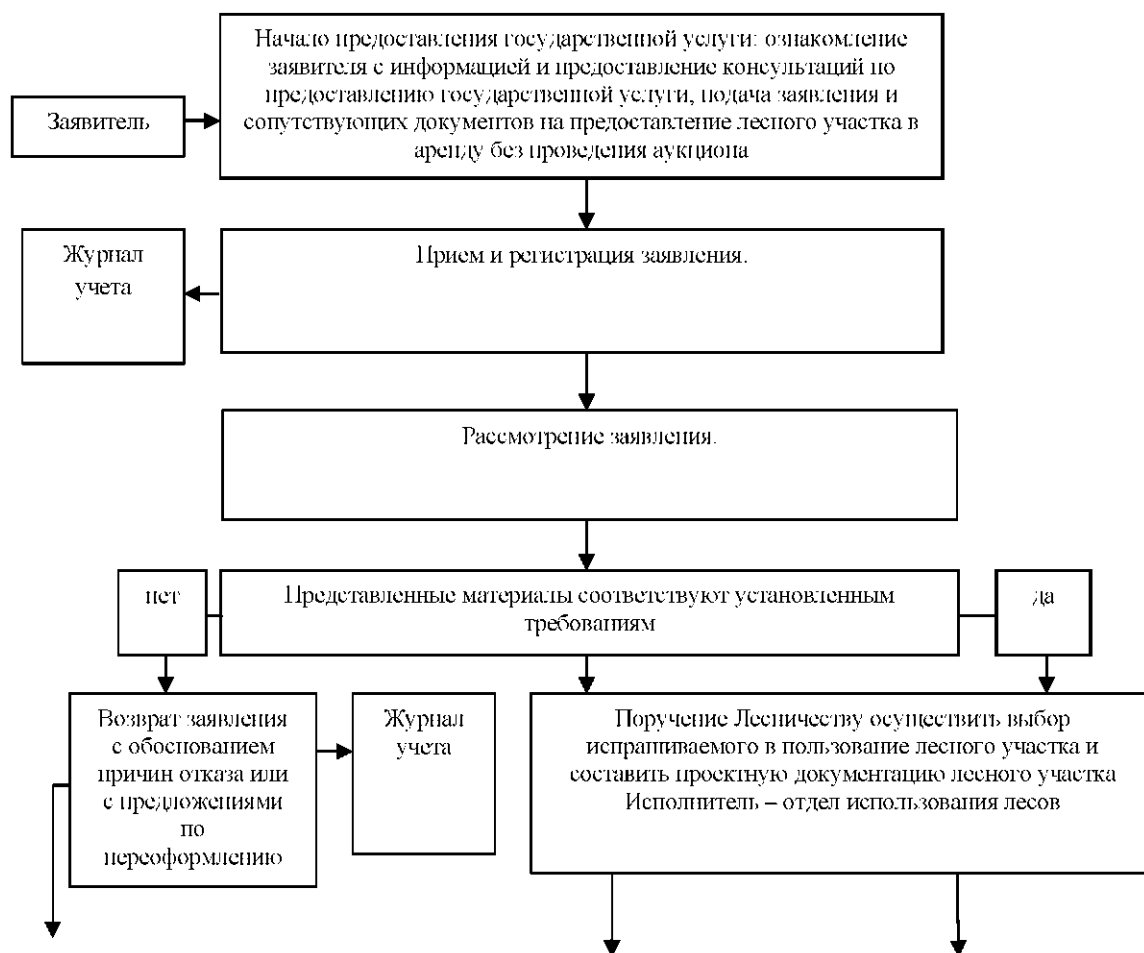 Начало предоставления государственной услуги: ознакомление
заявителя с информацией и предоставление консультаций по
предоставлению государственной услуги, подача заявления и
сопутствующих документов на предоставление лесного участка в
аренду без проведения аукциона
Заявитель
Журнал
учета
Прием и регистрация заявления.
Рассмотрение заявления.
нет
Представленные материалы соответствуют установленным
требованиям
да
Возврат заявления
с обоснованием
причин отказа или
с предложениями
по
переоформлению
Журнал
учета
Поручение Лесничеству осуществить выбор
испрашиваемого в пользование лесного участка и
составить проектную документацию лесного участка
Исполнитель – отдел использования лесов